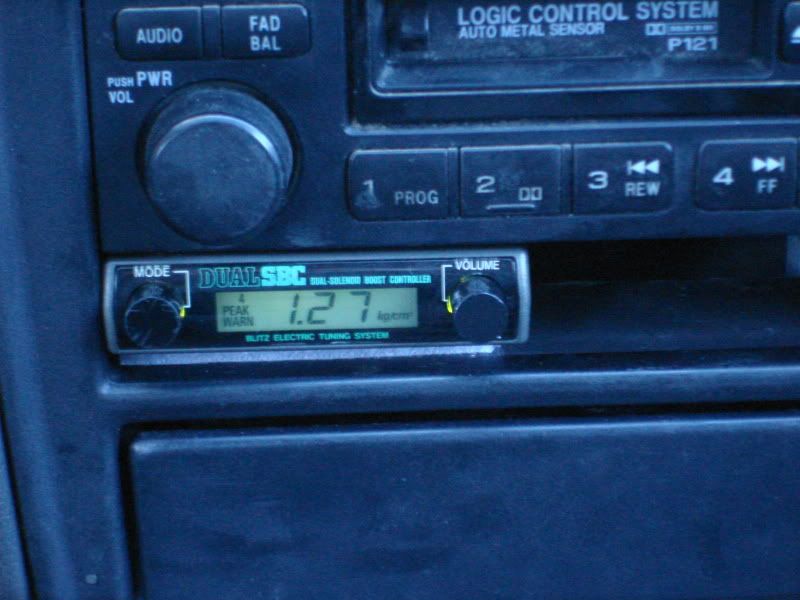 AUDIO
FAD
BAL
LOGIC CONTROL SYSTEM
AUTO METAL SENSOR
DOLBY B NR
P121
PUSH PWR
VOL
1 PROG
2
3 REW
4 FF
MODE
DUAL SBC DUAL-SOLENOID BOOST CONTROLLER
VOLUME
4
PEAK
WARN
1.27 kg/cm²
BLITZ ELECTRIC TUNING SYSTEM